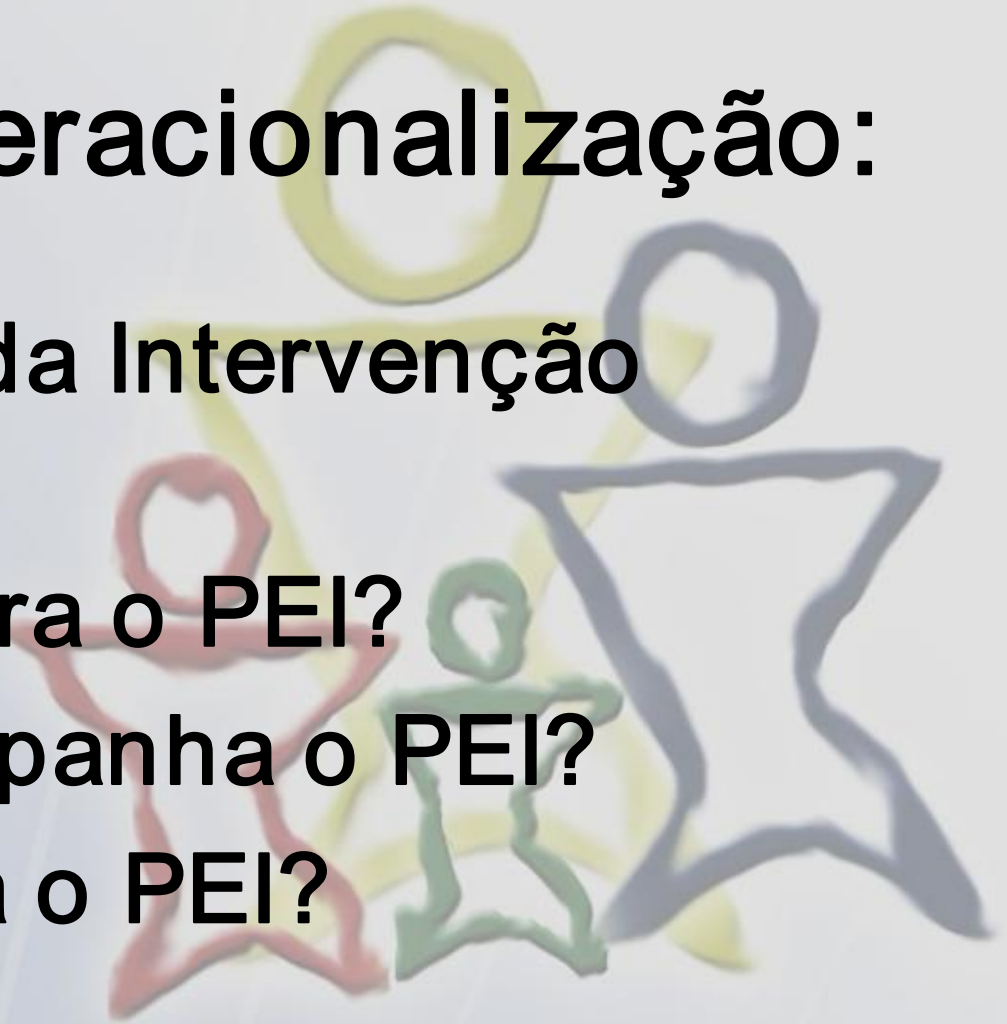 eracionalização:
da Intervenção
ra o PEI?
panha o PEI?
a o PEI?